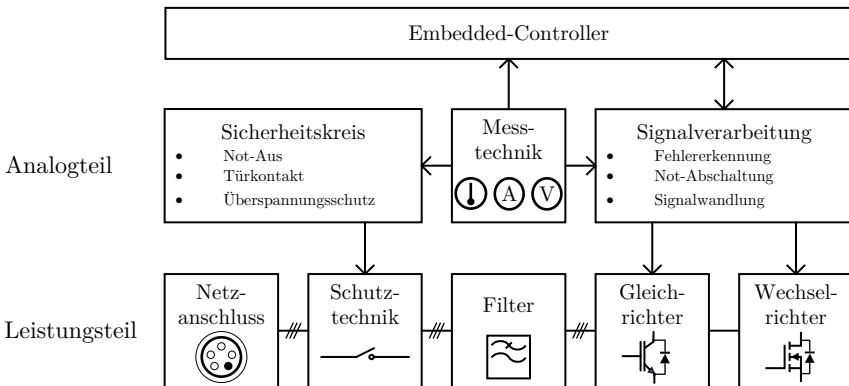 Embedded-Controller
Analogteil
Sicherheitskreis
• Not-Aus
• Türkontakt
• Überspannungsschutz
Mess-
technik
A V
Signalverarbeitung
• Fehlererkennung
• Not-Abschaltung
• Signalwandlung
Leistungsteil
Netz-
anschluss
Schutz-
technik
Filter
Gleich-
richter
Wechsel-
richter